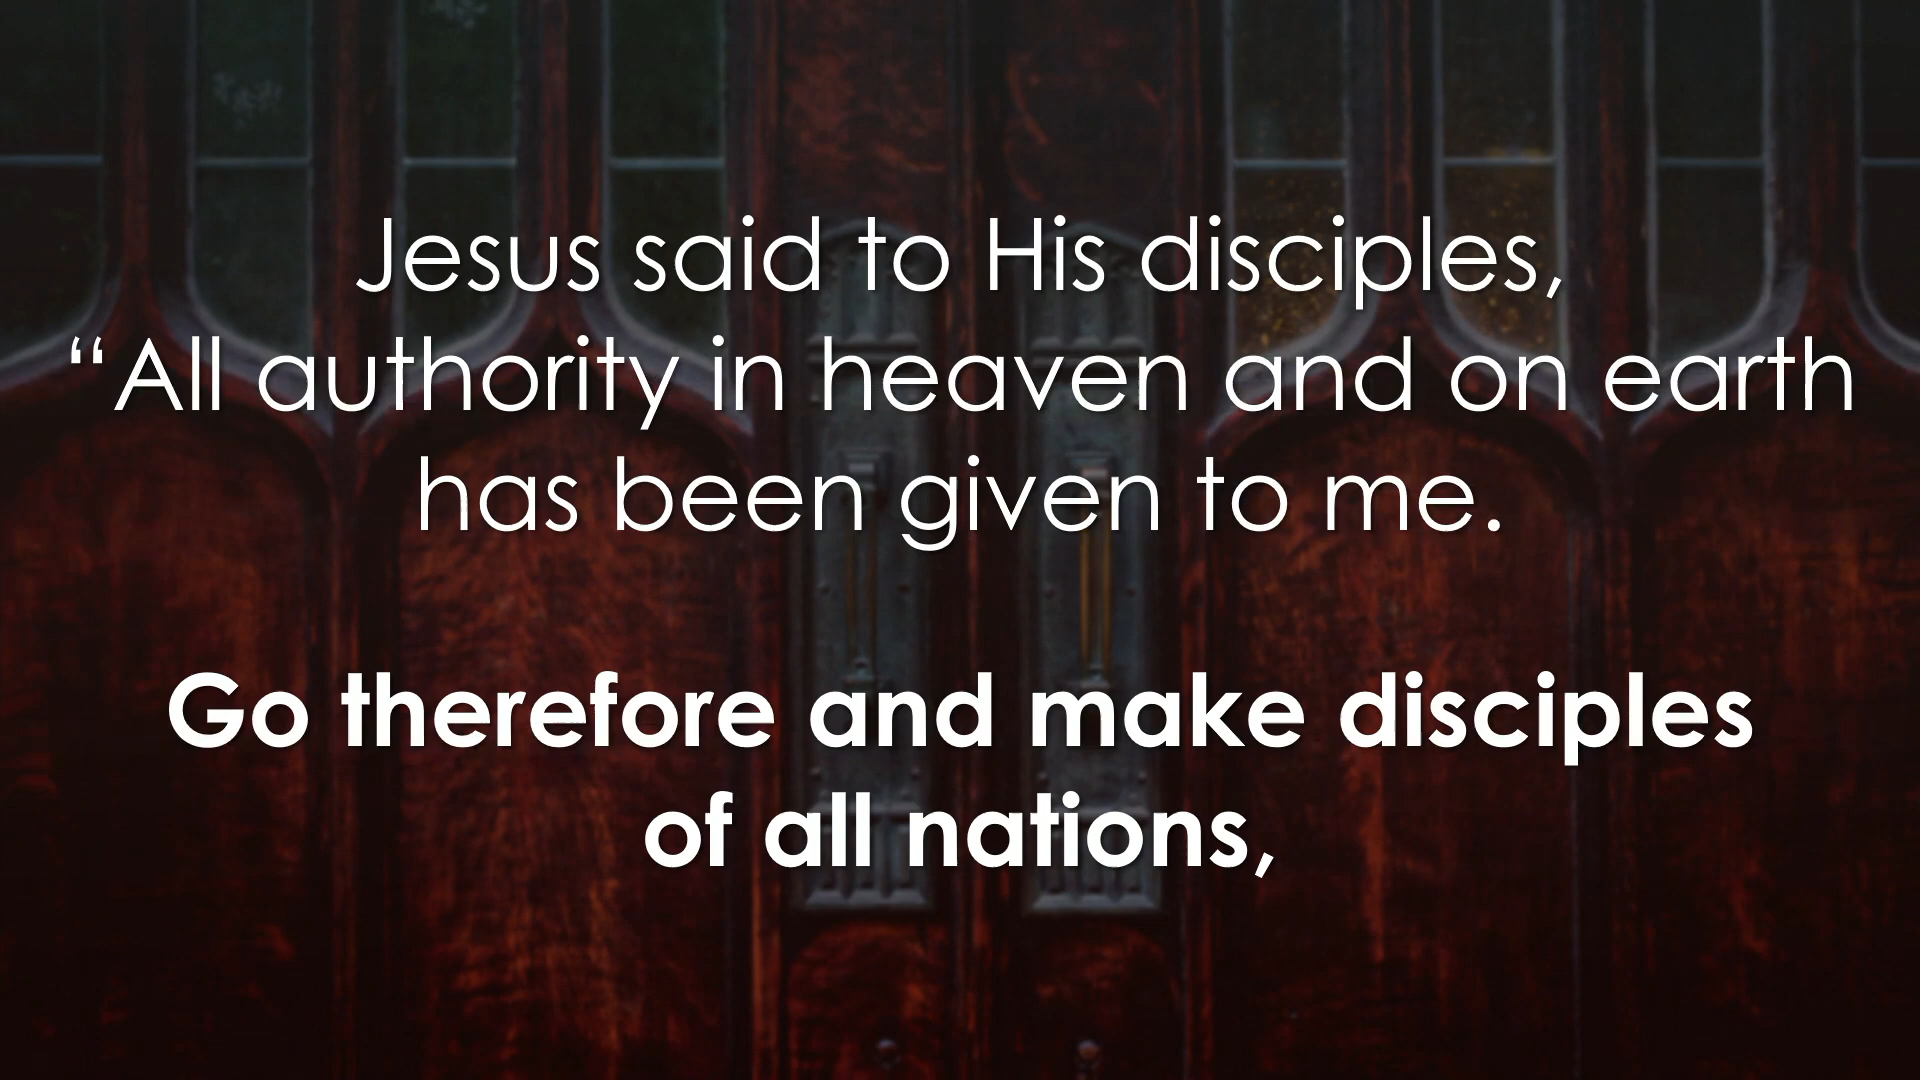 Jesus said to His disciples,
“All authority in heaven and on earth
has been given to me.
Go therefore and make disciples
of all nations,